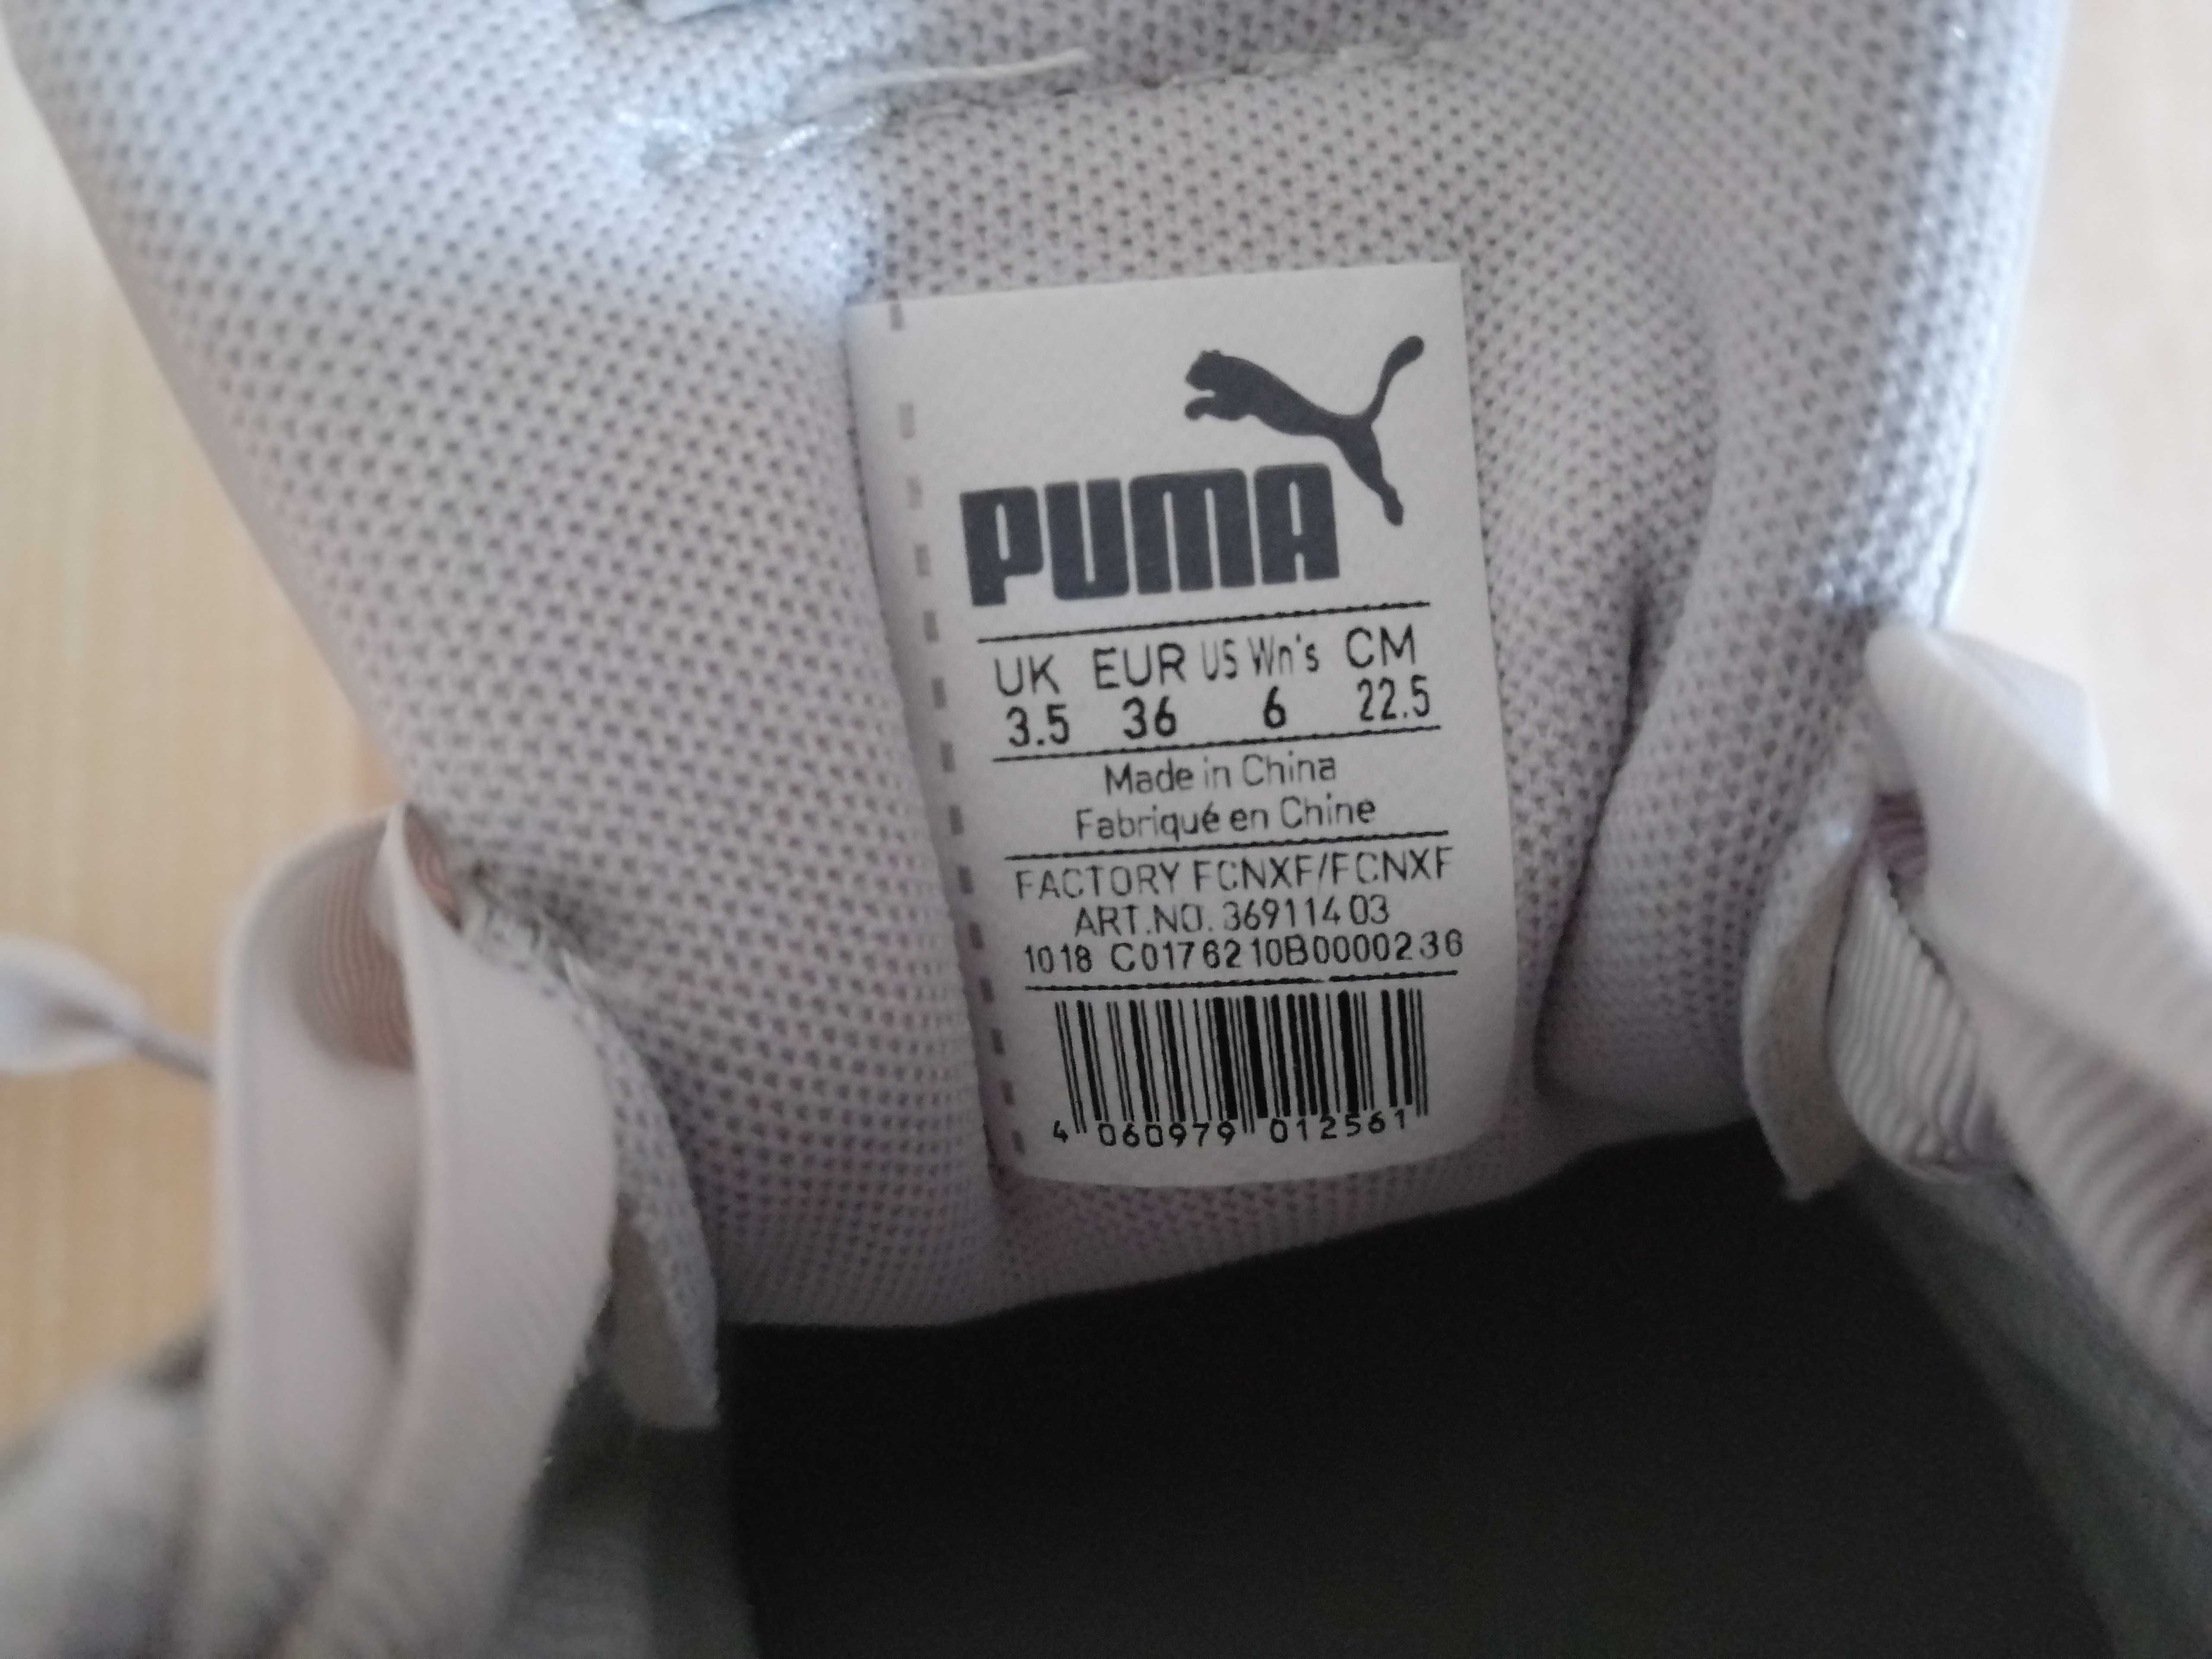 PUMA
UK EUR US Wn's CM
3.5 36 6 22.5
Made in China
Fabriqué en Chine
FACTORY FCNXF/FCNXF
ART.NO. 369114 03
1018 C0176210B0000236
4 060979 012561